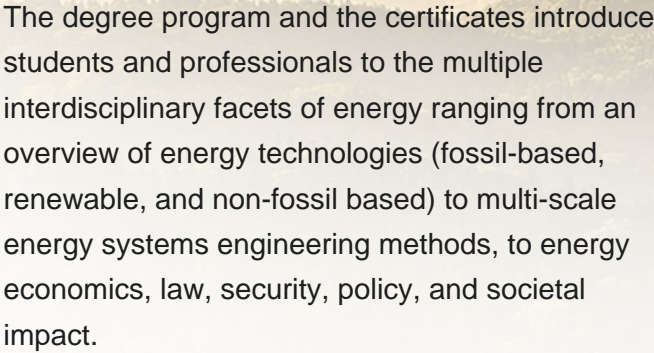 The degree program and the certificates introduce
students and professionals to the multiple
interdisciplinary facets of energy ranging from an
overview of energy technologies (fossil-based,
renewable, and non-fossil based) to multi-scale
energy systems engineering methods, to energy
economics, law, security, policy, and societal
impact.